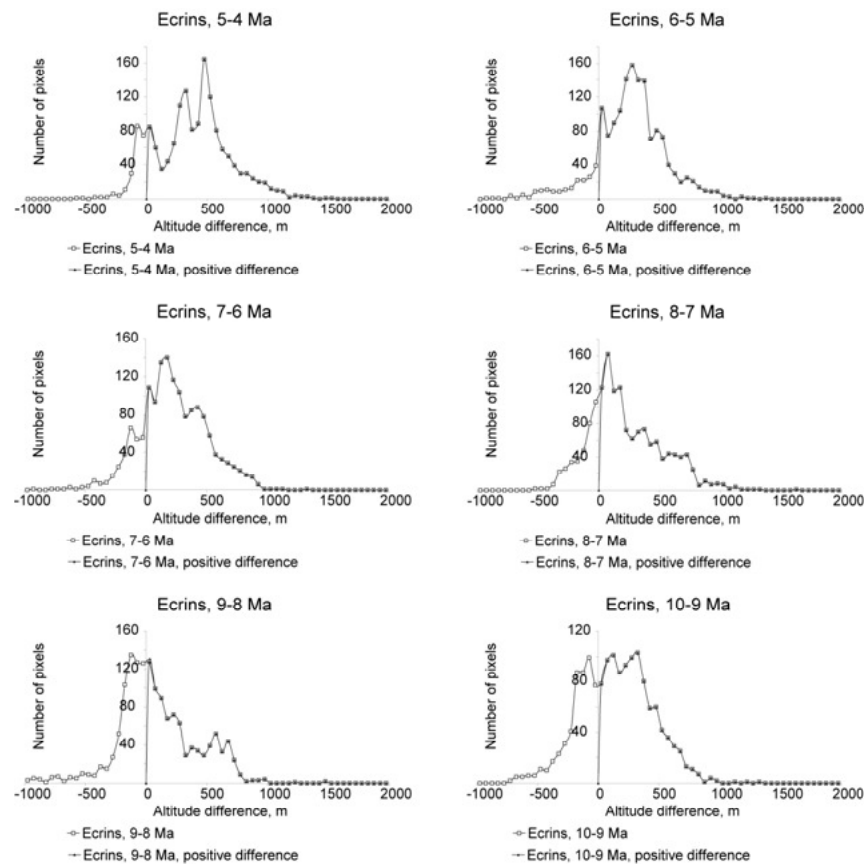 Ecrins, 5-4 Ma
Number of pixels
160
120
80
40
-1000 -500 0 500 1000 1500 2000
Altitude difference, m
Ecrins, 5-4 Ma
Ecrins, 5-4 Ma, positive difference
Ecrins, 6-5 Ma
Number of pixels
160
120
80
40
-1000 -500 0 500 1000 1500 2000
Altitude difference, m
Ecrins, 6-5 Ma
Ecrins, 6-5 Ma, positive difference
Ecrins, 7-6 Ma
Number of pixels
160
120
80
40
-1000 -500 0 500 1000 1500 2000
Altitude difference, m
Ecrins, 7-6 Ma
Ecrins, 7-6 Ma, positive difference
Ecrins, 8-7 Ma
Number of pixels
160
120
80
40
-1000 -500 0 500 1000 1500 2000
Altitude difference, m
Ecrins, 8-7 Ma
Ecrins, 8-7 Ma, positive difference
Ecrins, 9-8 Ma
Number of pixels
160
120
80
40
-1000 -500 0 500 1000 1500 2000
Altitude difference, m
Ecrins, 9-8 Ma
Ecrins, 9-8 Ma, positive difference
Ecrins, 10-9 Ma
Number of pixels
120
80
40
-1000 -500 0 500 1000 1500 2000
Altitude difference, m
Ecrins, 10-9 Ma
Ecrins, 10-9 Ma, positive difference